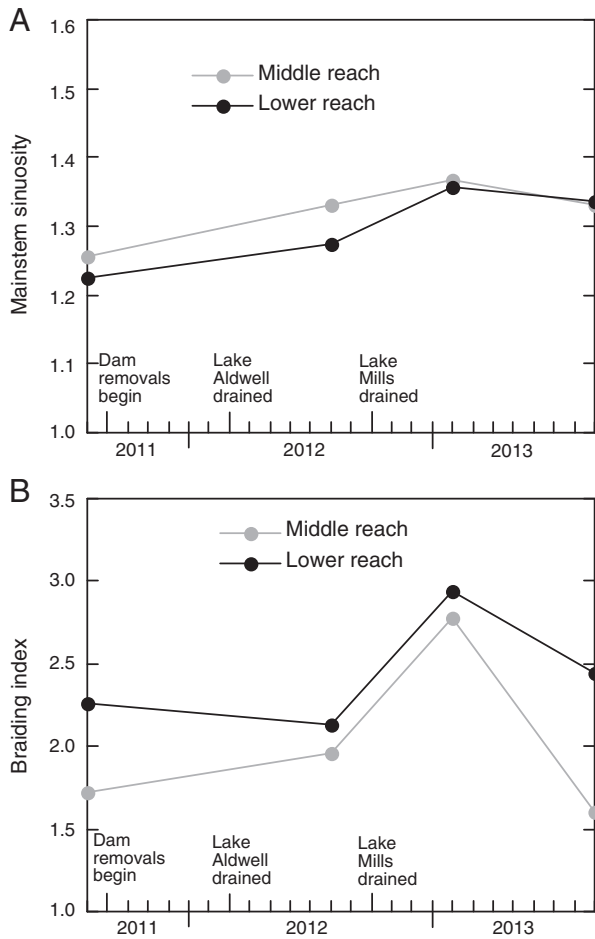 A
Mainstem sinuosity
1.6
1.5
1.4
1.3
1.2
1.1
1.0
Middle reach
Lower reach
Dam
removals
begin
Lake
Aldwell
drained
Lake
Mills
drained
2011
2012
2013
B
Braiding index
3.5
3.0
2.5
2.0
1.5
1.0
Middle reach
Lower reach
Dam
removals
begin
Lake
Aldwell
drained
Lake
Mills
drained
2011
2012
2013